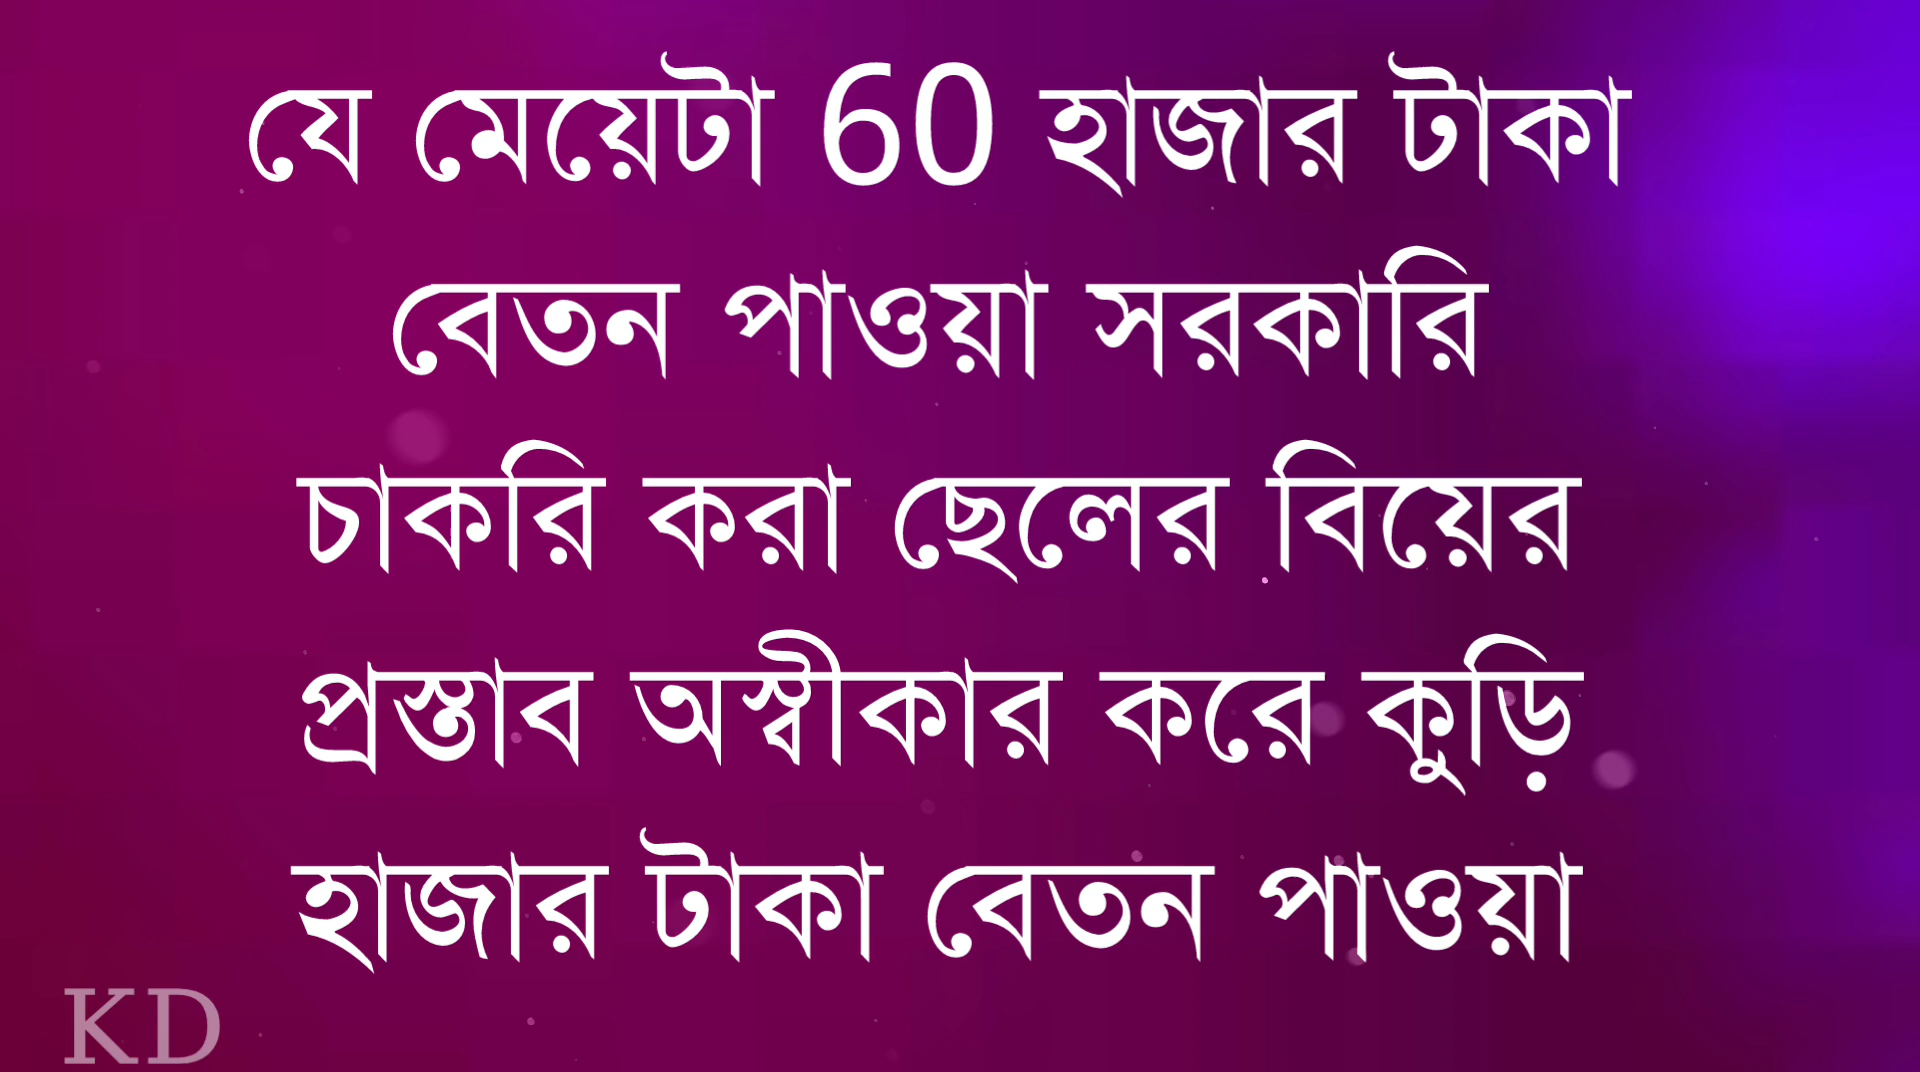 যে মেয়েটা 60 হাজার টাকা
বেতন পাওয়া সরকারি
চাকরি করা ছেলের বিয়ের
প্রস্তাব অস্বীকার করে কুড়ি
হাজার টাকা বেতন পাওয়া
KD